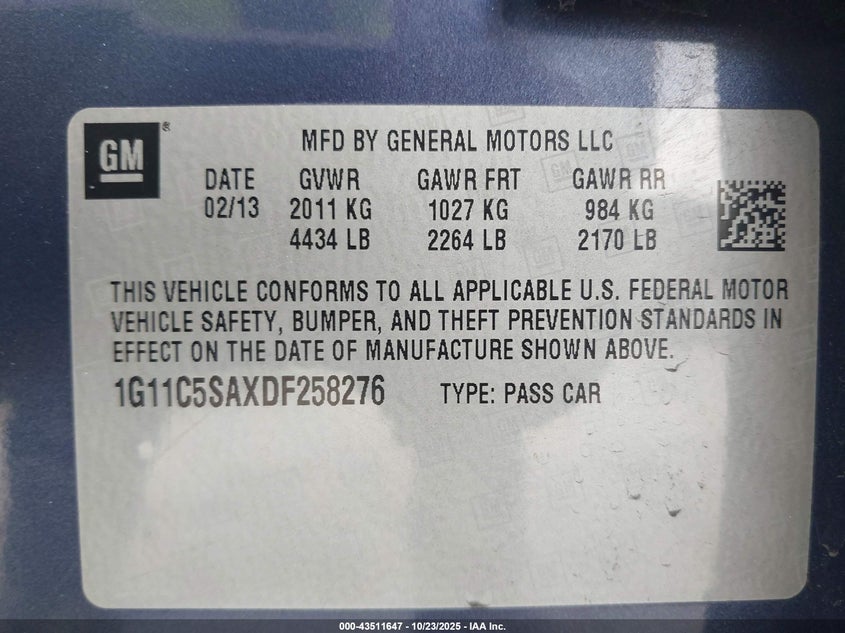 GM®
MFD BY GENERAL MOTORS LLC
DATE GVWR GAWR FRT GAWR RR
02/13 2011 KG 1027 KG 984 KG
4434 LB 2264 LB 2170 LB
THIS VEHICLE CONFORMS TO ALL APPLICABLE U.S. FEDERAL MOTOR
VEHICLE SAFETY, BUMPER, AND THEFT PREVENTION STANDARDS IN
EFFECT ON THE DATE OF MANUFACTURE SHOWN ABOVE.
1G11C5SAXDF258276 TYPE: PASS CAR
000-43511647 - 10/23/2025 - IAA Inc.